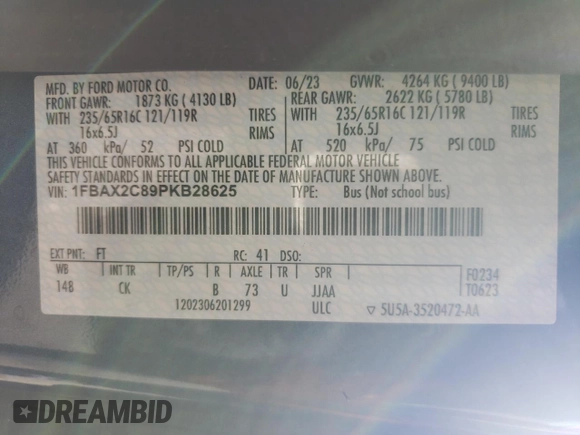 MFD. BY FORD MOTOR CO. DATE: 06/23 GVWR: 4264 KG ( 9400 LB)
FRONT GAWR: 1873 KG ( 4130 LB) REAR GAWR: 2622 KG ( 5780 LB)
WITH 235/65R16C 121/119R TIRES WITH 235/65R16C 121/119R TIRES
16x6.5J RIMS 16x6.5J RIMS
AT 360 kPa/ 52 PSI COLD AT 520 kPa/ 75 PSI COLD
THIS VEHICLE CONFORMS TO ALL APPLICABLE FEDERAL MOTOR VEHICLE
SAFETY STANDARDS IN EFFECT ON THE DATE OF MANUFACTURE SHOWN ABOVE.
VIN: 1FBAX2C89PKB28625 TYPE: Bus (Not school bus)
EXT PNT: FT RC: 41 DSO:
WB INT TR TP/PS R AXLE TR SPR F0234
148 CK B 73 U JJAA T0623
1202306201299 ULC ▽ 5U5A-3520472-AA
DREAMBID